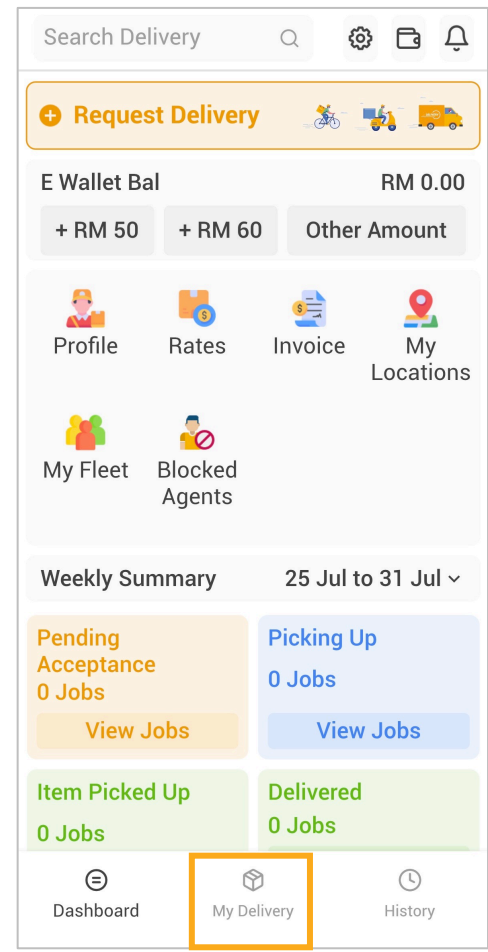 Search Delivery
Request Delivery
E Wallet Bal RM 0.00
+ RM 50 + RM 60 Other Amount
Profile Rates Invoice My
Locations
My Fleet Blocked
Agents
Weekly Summary 25 Jul to 31 Jul
Pending
Acceptance
0 Jobs
View Jobs
Picking Up
0 Jobs
View Jobs
Item Picked Up
0 Jobs
Delivered
0 Jobs
Dashboard My Delivery History